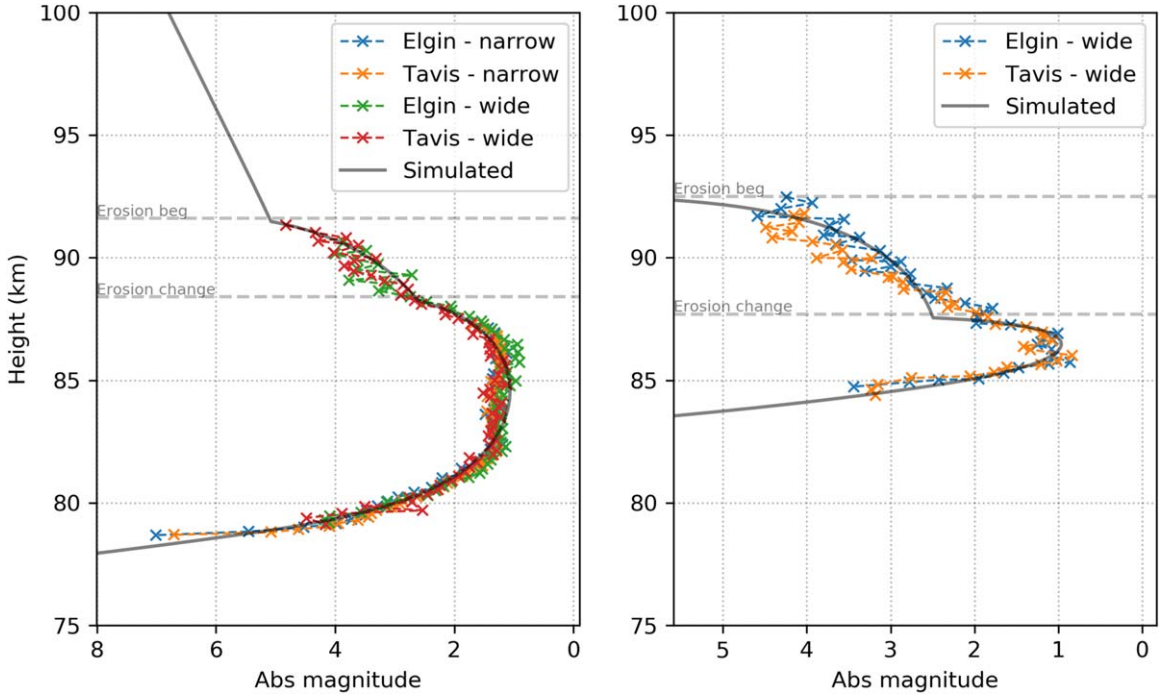 100
95
90
85
80
75
Height (km)
8
6
4
2
0
Abs magnitude
Elgin - narrow
Tavis - narrow
Elgin - wide
Tavis - wide
Simulated
Erosion beg
Erosion change
100
95
90
85
80
75
5
4
3
2
1
0
Abs magnitude
Elgin - wide
Tavis - wide
Simulated
Erosion beg
Erosion change